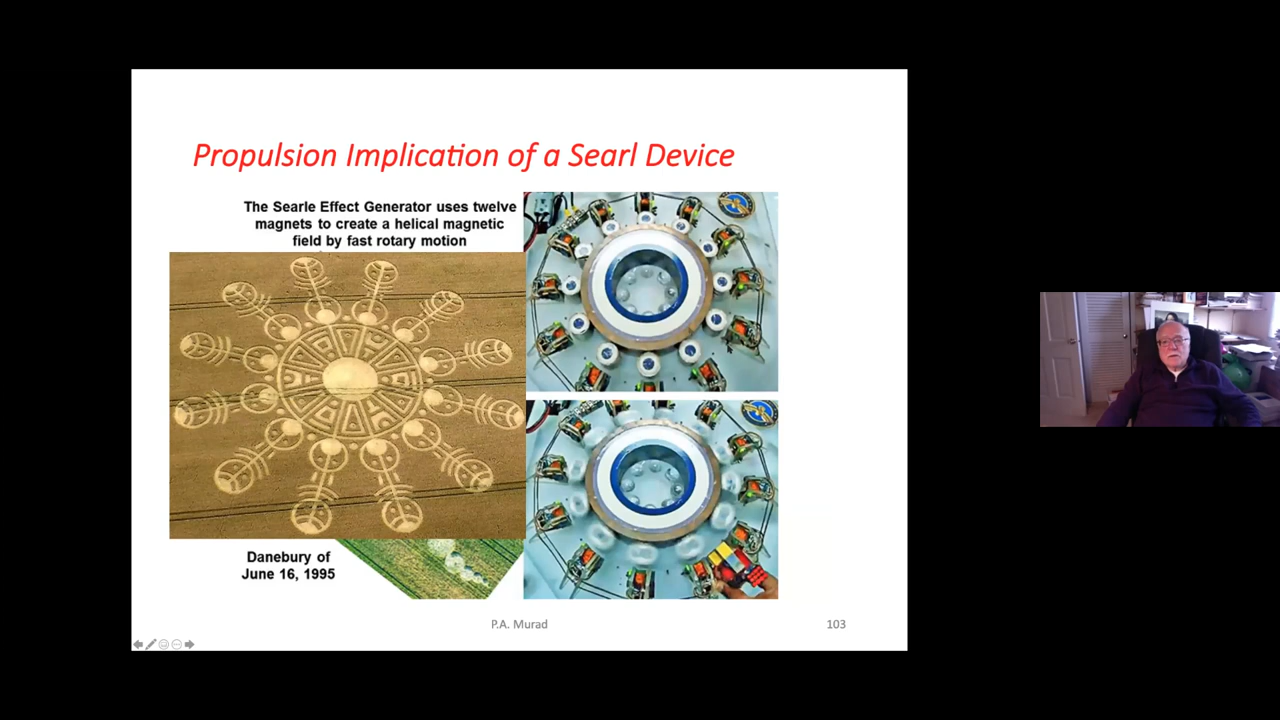 Propulsion Implication of a Searl Device
The Searle Effect Generator uses twelve
magnets to create a helical magnetic
field by fast rotary motion
Danebury of
June 16, 1995
P.A. Murad
103